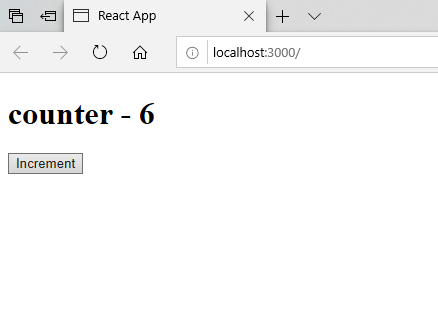 React App
localhost:3000/
counter - 6
Increment